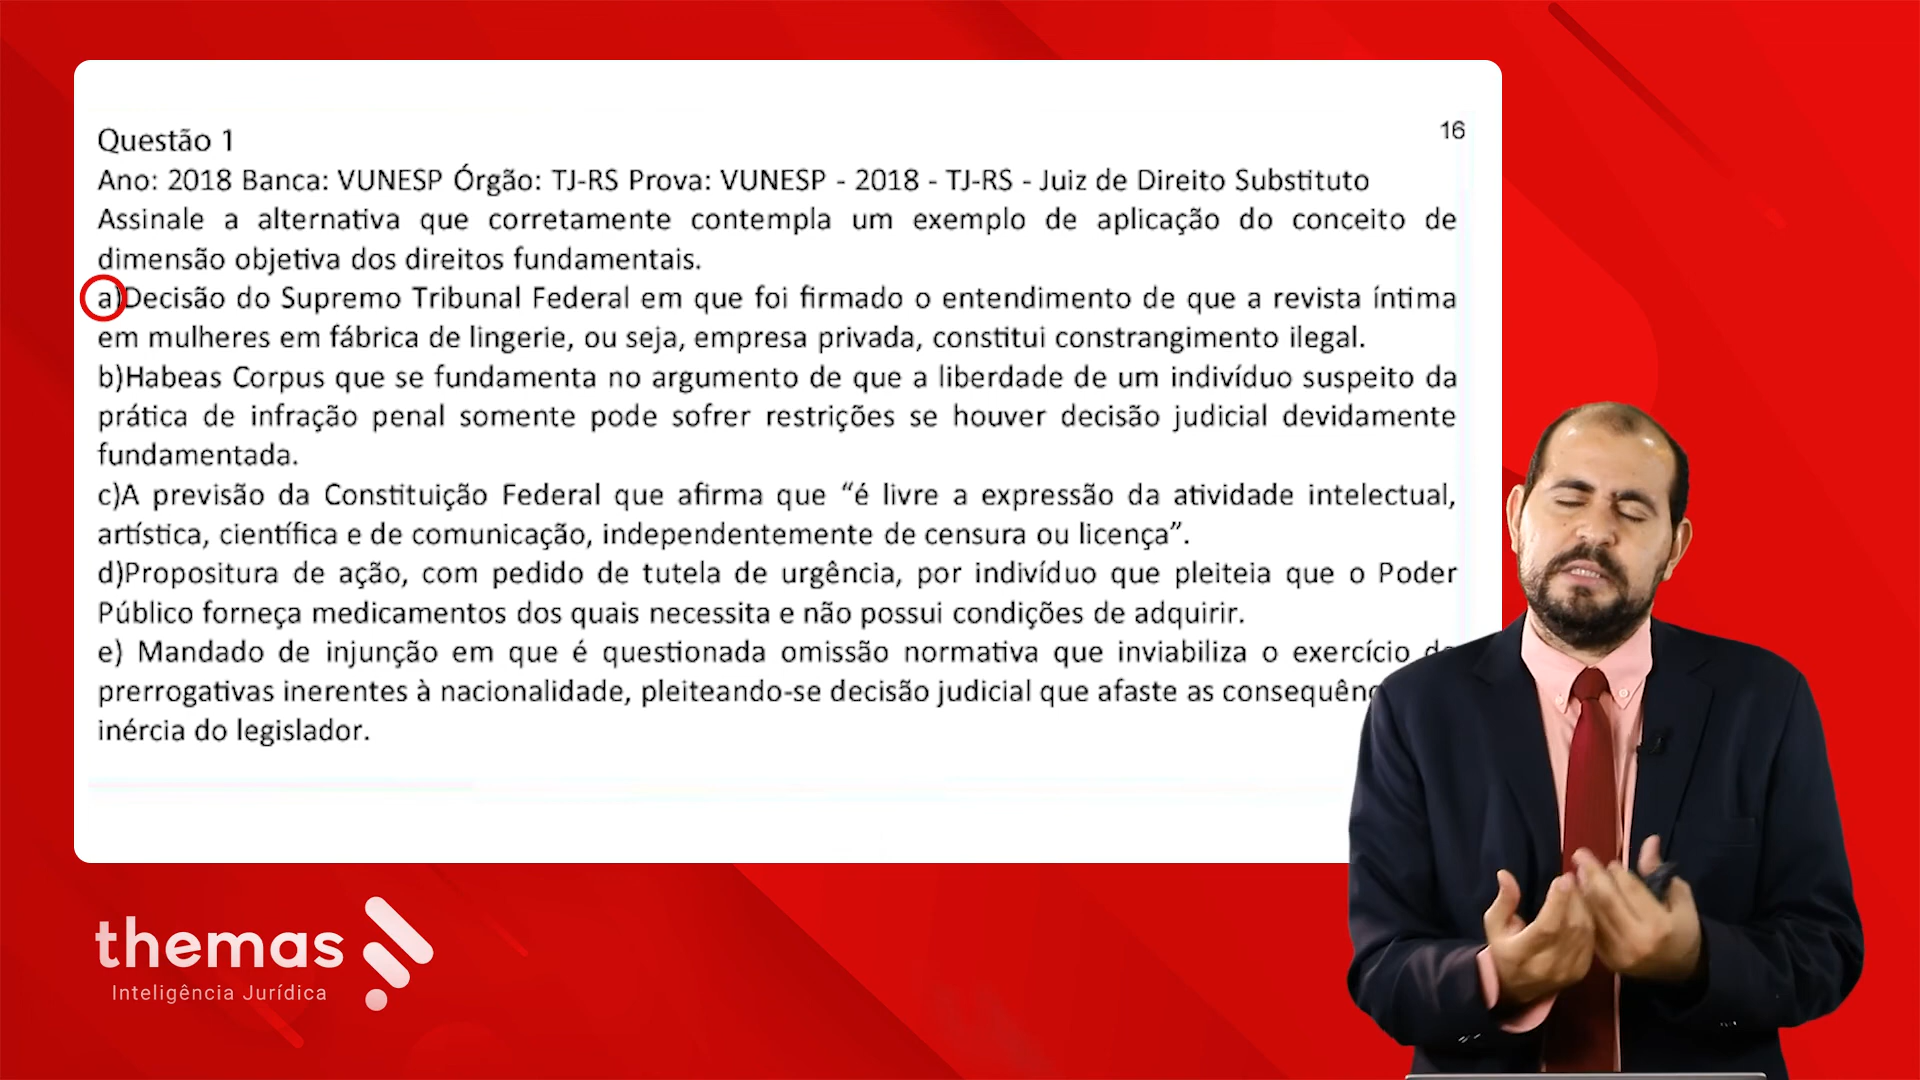 Questão 1
16
Ano: 2018 Banca: VUNESP Órgão: TJ-RS Prova: VUNESP - 2018 - TJ-RS - Juiz de Direito Substituto
Assinale a alternativa que corretamente contempla um exemplo de aplicação do conceito de
dimensão objetiva dos direitos fundamentais.
a)Decisão do Supremo Tribunal Federal em que foi firmado o entendimento de que a revista íntima
em mulheres em fábrica de lingerie, ou seja, empresa privada, constitui constrangimento ilegal.
b)Habeas Corpus que se fundamenta no argumento de que a liberdade de um indivíduo suspeito da
prática de infração penal somente pode sofrer restrições se houver decisão judicial devidamente
fundamentada.
c)A previsão da Constituição Federal que afirma que “é livre a expressão da atividade intelectual,
artística, científica e de comunicação, independentemente de censura ou licença”.
d)Propositura de ação, com pedido de tutela de urgência, por indivíduo que pleiteia que o Poder
Público forneça medicamentos dos quais necessita e não possui condições de adquirir.
e) Mandado de injunção em que é questionada omissão normativa que inviabiliza o exercício
prerrogativas inerentes à nacionalidade, pleiteando-se decisão judicial que afaste as
inércia do legislador.
themas
Inteligência Jurídica